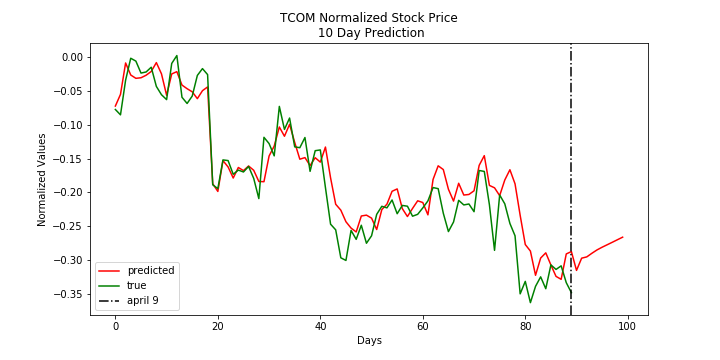 TCOM Normalized Stock Price
10 Day Prediction
0.00
−0.05
−0.10
−0.15
−0.20
−0.25
−0.30
−0.35
Normalized Values
predicted
true
april 9
0
20
40
60
80
100
Days